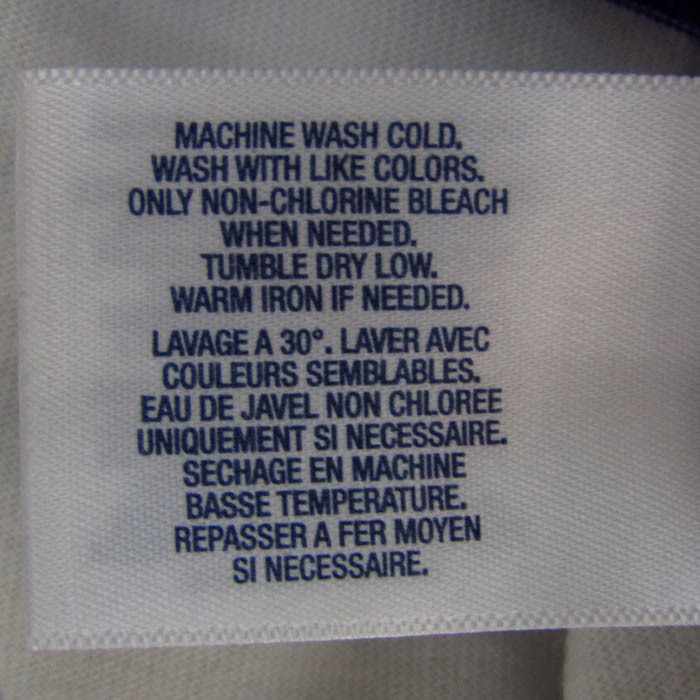 MACHINE WASH COLD.
WASH WITH LIKE COLORS.
ONLY NON-CHLORINE BLEACH
WHEN NEEDED.
TUMBLE DRY LOW.
WARM IRON IF NEEDED.
LAVAGE A 30°. LAVER AVEC
COULEURS SEMBLABLES.
EAU DE JAVEL NON CHLOREE
UNIQUEMENT SI NECESSAIRE.
SECHAGE EN MACHINE
BASSE TEMPERATURE.
REPASSER A FER MOYEN
SI NECESSAIRE.